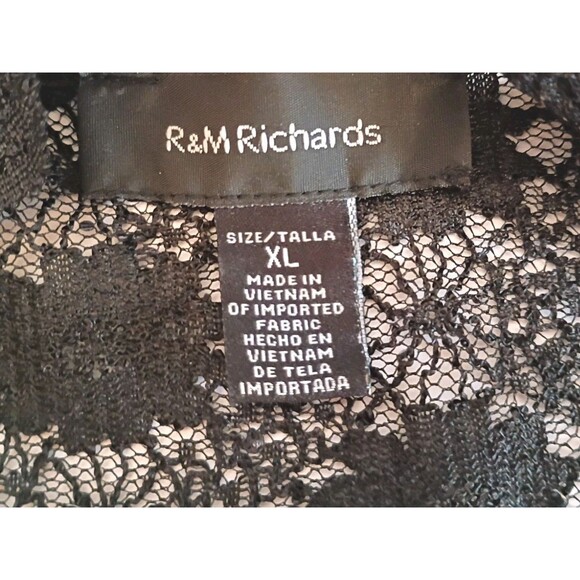 R&M Richards
SIZE/TALLA
XL
MADE IN
VIETNAM
OF IMPORTED
FABRIC
HECHO EN
VIETNAM
DE TELA
IMPORTADA